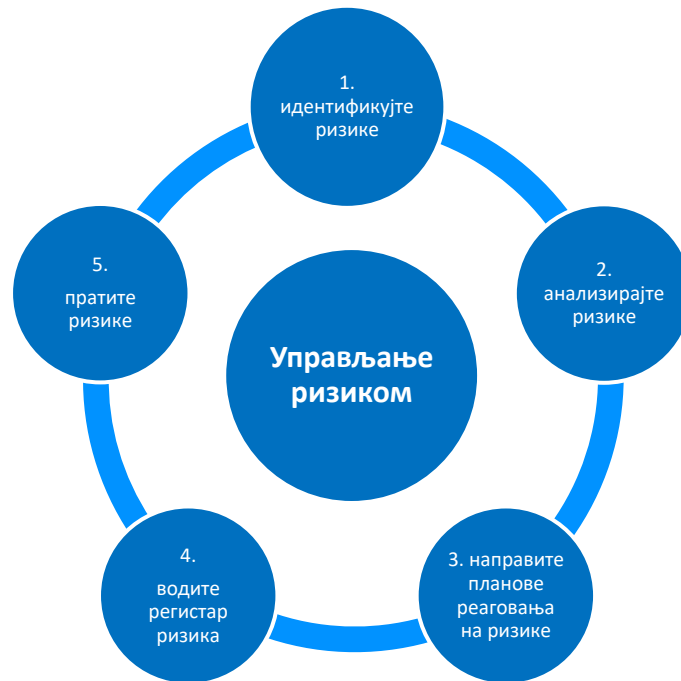 1.
идентификујте
ризике
2.
анализирајте
ризике
3. направите
планове
реаговања
на ризике
4.
водите
регистар
ризика
5.
пратите
ризике
Управљање
ризиком